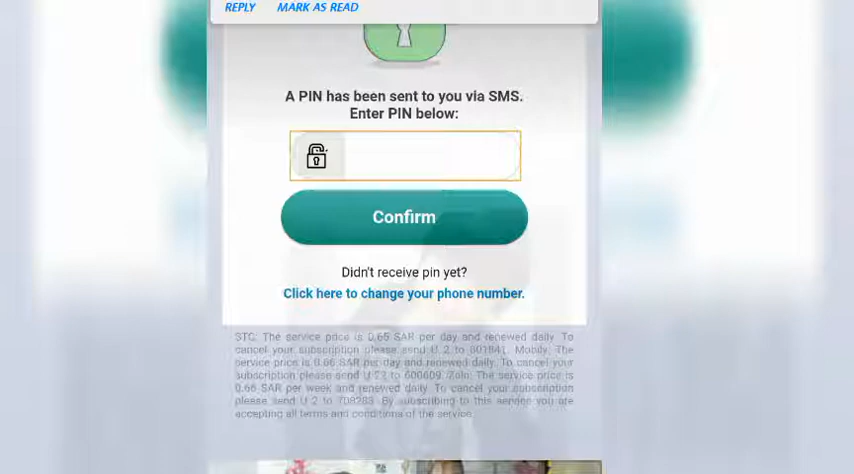 REPLY MARK AS READ
A PIN has been sent to you via SMS.
Enter PIN below:
Confirm
Didn't receive pin yet?
Click here to change your phone number.
STC: The service price is 0.65 SAR per day and renewed daily. To
cancel your subscription please send U 2 to 801841. Mobily: The
service price is 0.66 SAR per day and renewed daily. To cancel your
subscription please send U 23 to 600609. Zain: The service price is
0.66 SAR per week and renewed daily. To cancel your subscription
please send U 2 to 708283. By subscribing to this service you are
accepting all terms and conditions of the service.